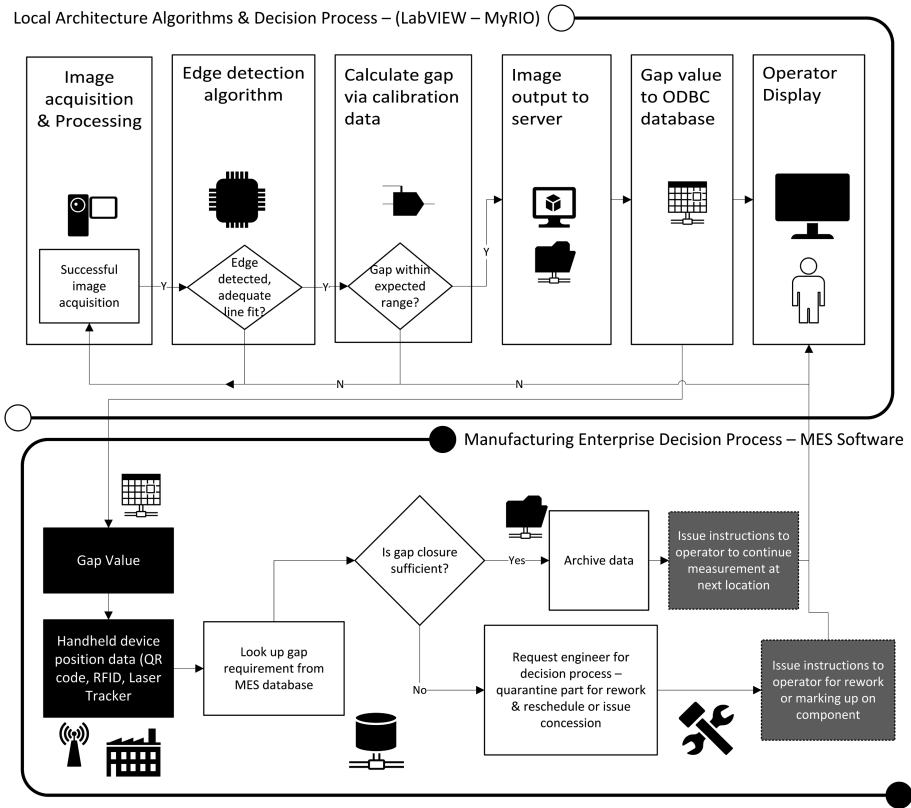 Local Architecture Algorithms & Decision Process – (LabVIEW – MyRIO)
Image
acquisition
& Processing
Edge detection
algorithm
Calculate gap
via calibration
data
Image
output to
server
Gap value
to ODBC
database
Operator
Display
Successful
image
acquisition
Y
Edge
detected,
adequate
line fit?
Y
Gap within
expected
range?
Y
N
N
Manufacturing Enterprise Decision Process – MES Software
Gap Value
Handheld device
position data (QR
code, RFID, Laser
Tracker
Look up gap
requirement from
MES database
Is gap closure
sufficient?
Yes
Archive data
Issue instructions to
operator to continue
measurement at
next location
No
Request engineer for
decision process –
quarantine part for rework
& reschedule or issue
concession
Issue instructions to
operator for rework
or marking up on
component